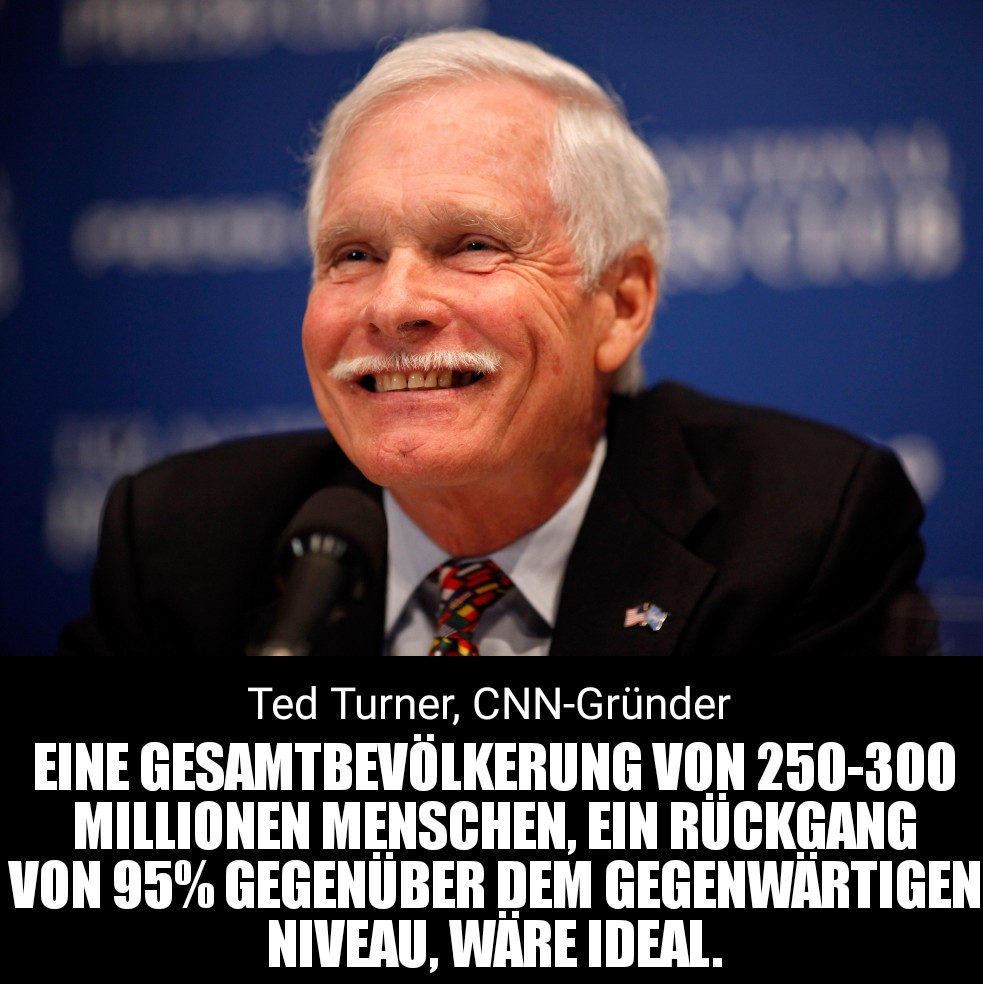 Ted Turner, CNN-Gründer
EINE GESAMTBEVÖLKERUNG VON 250-300
MILLIONEN MENSCHEN, EIN RÜCKGANG
VON 95% GEGENÜBER DEM GEGENWÄRTIGEN
NIVEAU, WÄRE IDEAL.